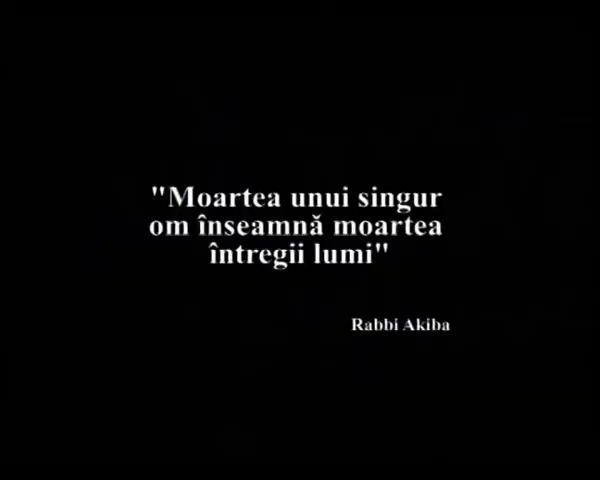 "Moartea unui singur
om înseamnă moartea
întregii lumi"
Rabbi Akiba